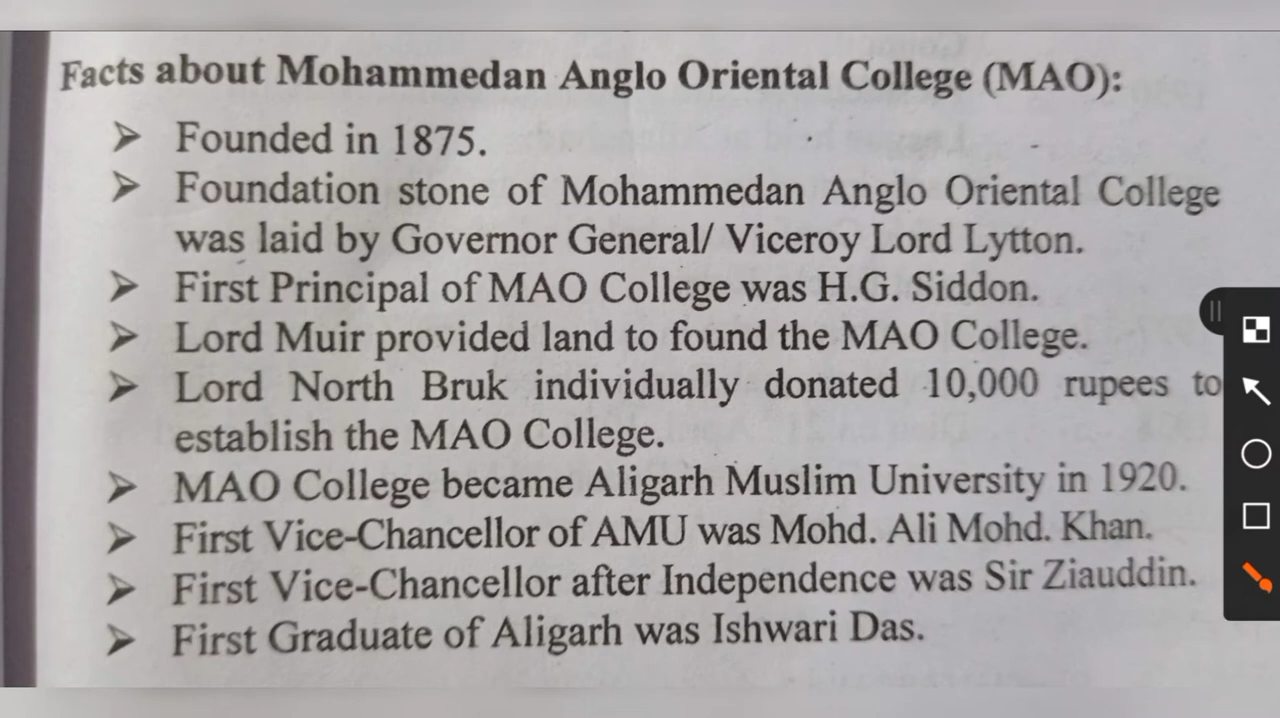 Facts about Mohammedan Anglo Oriental College (MAO):
➤ Founded in 1875.
➤ Foundation stone of Mohammedan Anglo Oriental College
was laid by Governor General/ Viceroy Lord Lytton.
➤ First Principal of MAO College was H.G. Siddon.
➤ Lord Muir provided land to found the MAO College.
➤ Lord North Bruk individually donated 10,000 rupees to
establish the MAO College.
➤ MAO College became Aligarh Muslim University in 1920.
➤ First Vice-Chancellor of AMU was Mohd. Ali Mohd. Khan.
➤ First Vice-Chancellor after Independence was Sir Ziauddin.
➤ First Graduate of Aligarh was Ishwari Das.